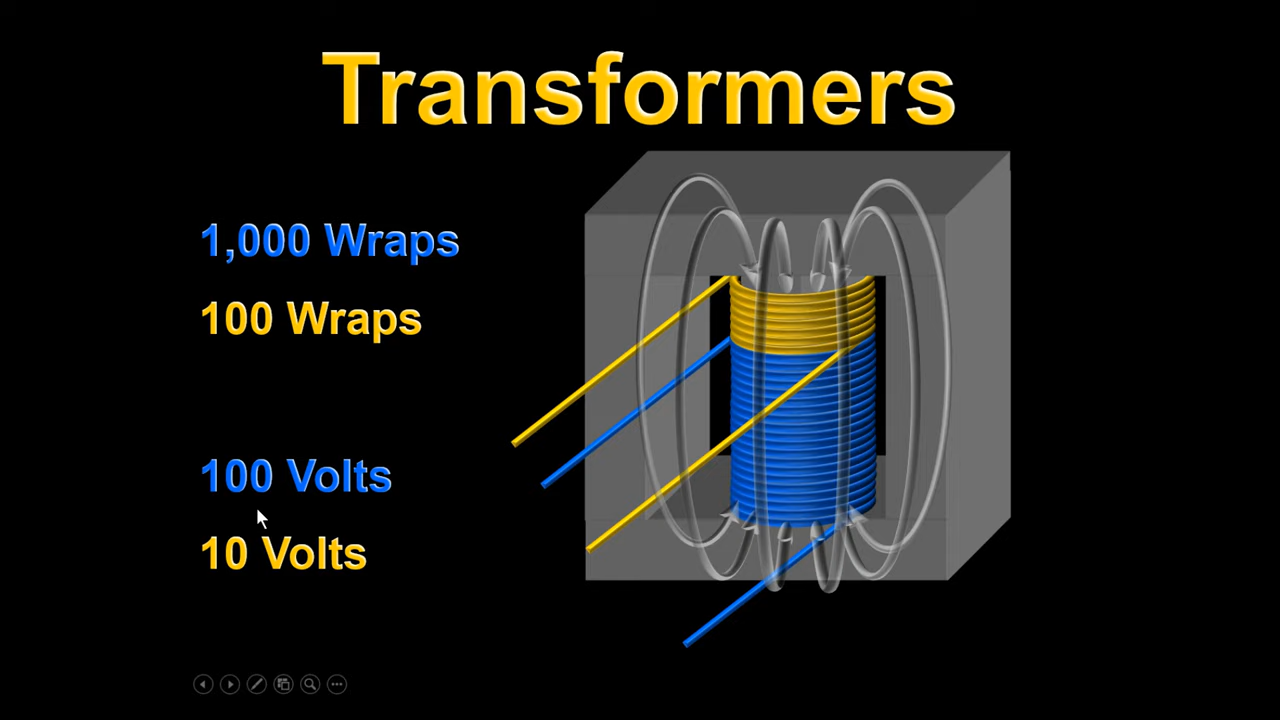 Transformers
1,000 Wraps
100 Wraps
100 Volts
10 Volts